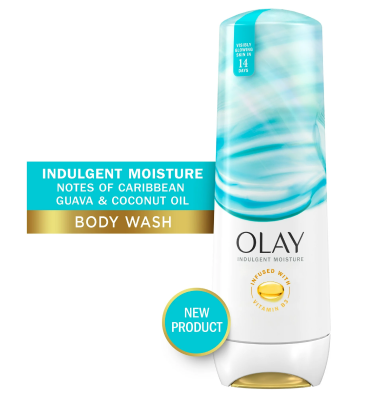 VISIBLY
GLOWING
SKIN IN
14
DAYS
INDULGENT MOISTURE
NOTES OF CARIBBEAN
GUAVA & COCONUT OIL
BODY WASH
OLAY
INDULGENT MOISTURE
INFUSED WITH
VITAMIN B3
NEW
PRODUCT